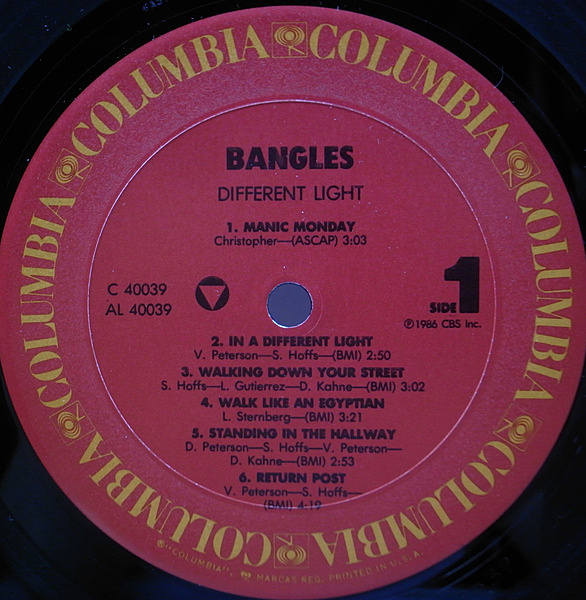 COLUMBIA COLUMBIA COLUMBIA COLUMBIA COLUMBIA COLUMBIA
BANGLES
DIFFERENT LIGHT
1. MANIC MONDAY
Christopher—(ASCAP) 3:03
C 40039
AL 40039
SIDE 1
℗1986 CBS Inc.
2. IN A DIFFERENT LIGHT
V. Peterson—S. Hoffs—(BMI) 2:50
3. WALKING DOWN YOUR STREET
S. Hoffs—L. Gutierrez—D. Kahne—(BMI) 3:02
4. WALK LIKE AN EGYPTIAN
L. Sternberg—(BMI) 3:21
5. STANDING IN THE HALLWAY
D. Peterson—S. Hoffs—V. Peterson—
D. Kahne—(BMI) 2:53
6. RETURN POST
V. Peterson—S. Hoffs—
(BMI) 4:19
"COLUMBIA", MARCAS REG. PRINTED IN U.S.A.